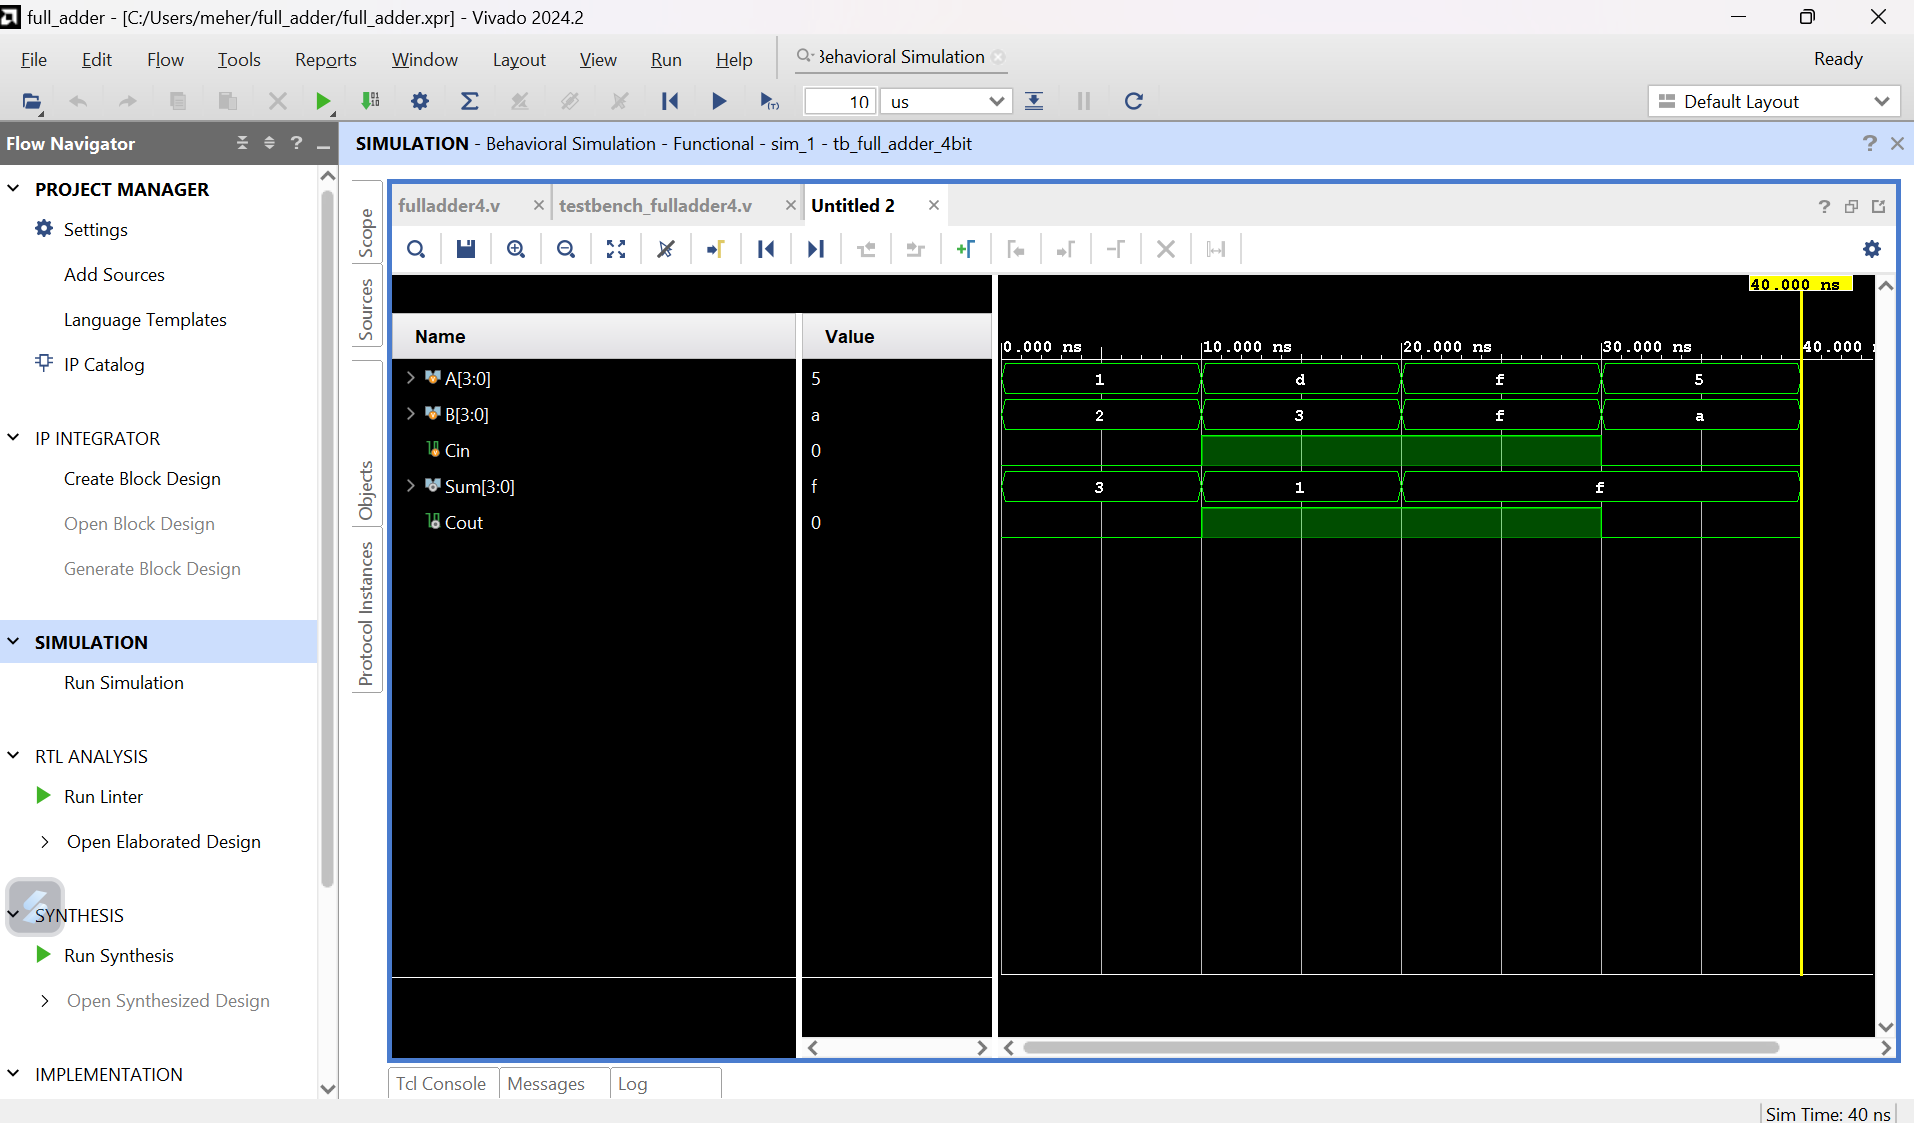 full_adder - [C:/Users/meher/full_adder/full_adder.xpr] - Vivado 2024.2
File Edit Flow Tools Reports Window Layout View Run Help
Behavioral Simulation
Ready
10 us
Default Layout
Flow Navigator
SIMULATION - Behavioral Simulation - Functional - sim_1 - tb_full_adder_4bit
PROJECT MANAGER
Settings
Add Sources
Language Templates
IP Catalog
IP INTEGRATOR
Create Block Design
Open Block Design
Generate Block Design
SIMULATION
Run Simulation
RTL ANALYSIS
Run Linter
Open Elaborated Design
SYNTHESIS
Run Synthesis
Open Synthesized Design
IMPLEMENTATION
Scope
Sources
Objects
Protocol Instances
fulladder4.v testbench_fulladder4.v Untitled 2
40.000 ns
Name Value
0.000 ns 10.000 ns 20.000 ns 30.000 ns 40.000
A[3:0] 5 1 d f 5
B[3:0] a 2 3 f a
Cin 0
Sum[3:0] f 3 1 f
Cout 0
Tcl Console Messages Log
Sim Time: 40 ns